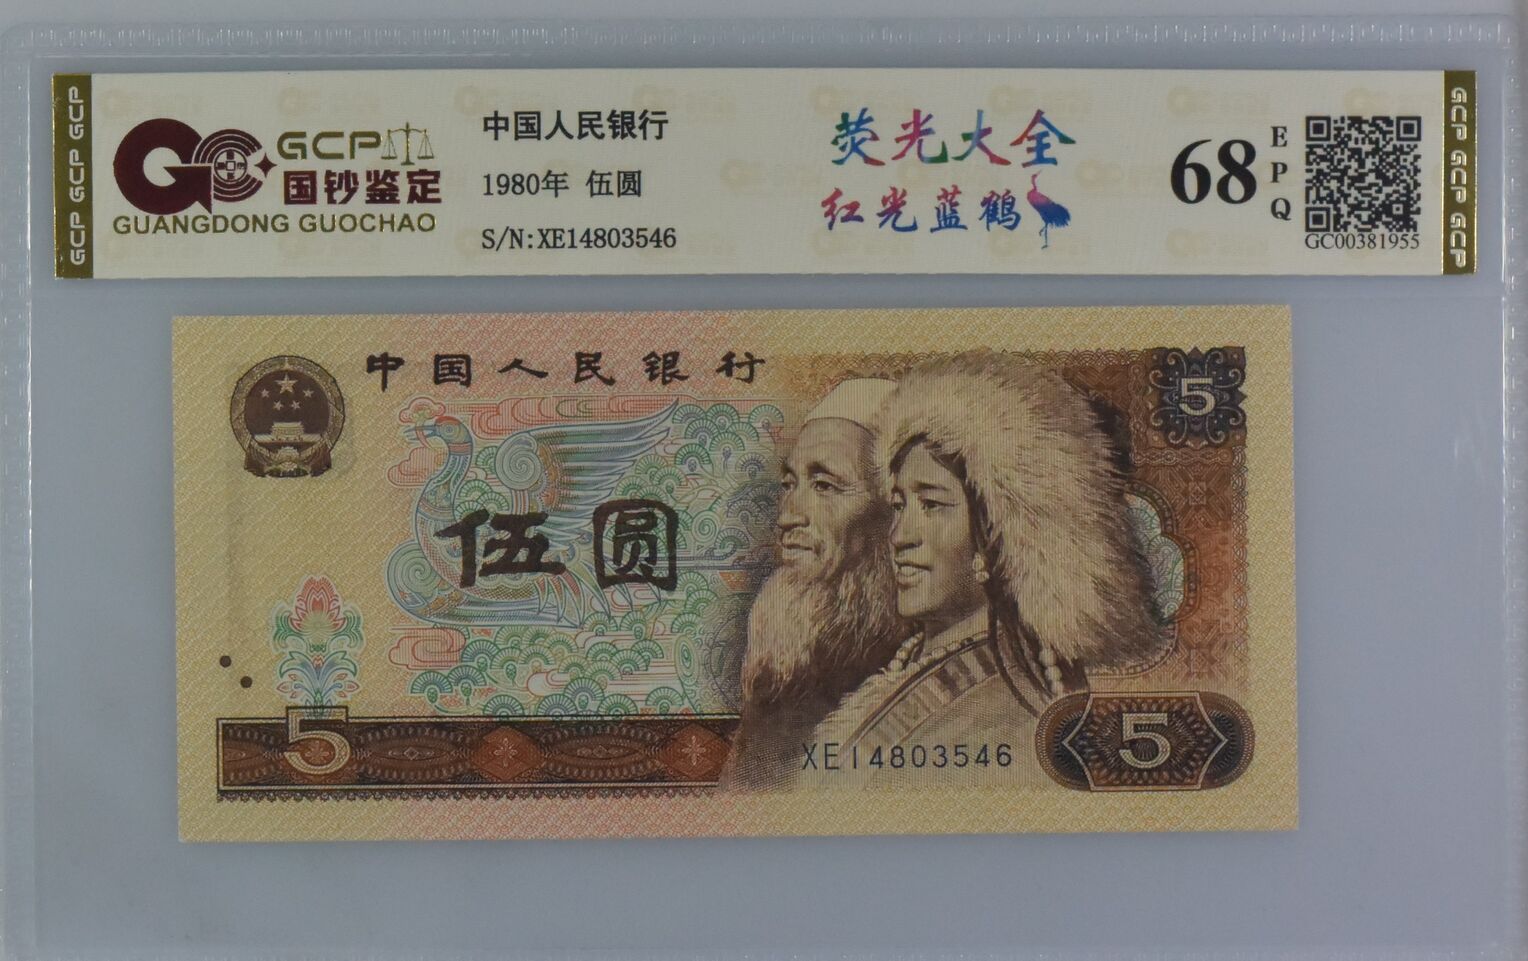 GCP GCP GCP
GCP
国钞鉴定
GUANGDONG GUOCHAO
中国人民银行
1980年 伍圆
S/N:XE14803546
荧光大全
红光蓝鹤
68
EPQ
GC00381955
GCP GCP GCP
中国人民银行
5
伍圆
5
XE14803546
5